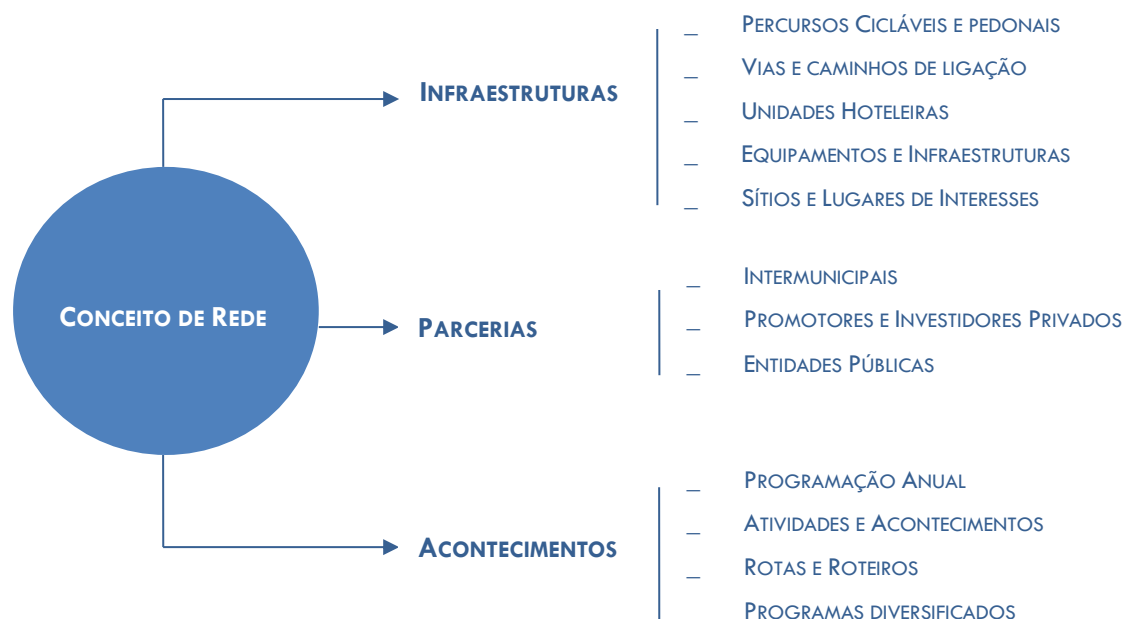 Percursos Cicláveis e pedonais
_ Vias e caminhos de ligação
Infraestruturas
_ Unidades Hoteleiras
_ Equipamentos e Infraestruturas
_ Sítios e Lugares de Interesses
Conceito de Rede
Parcerias
_ Intermunicipais
_ Promotores e Investidores Privados
_ Entidades Públicas
Acontecimentos
_ Programação Anual
_ Atividades e Acontecimentos
_ Rotas e Roteiros
Programas diversificados